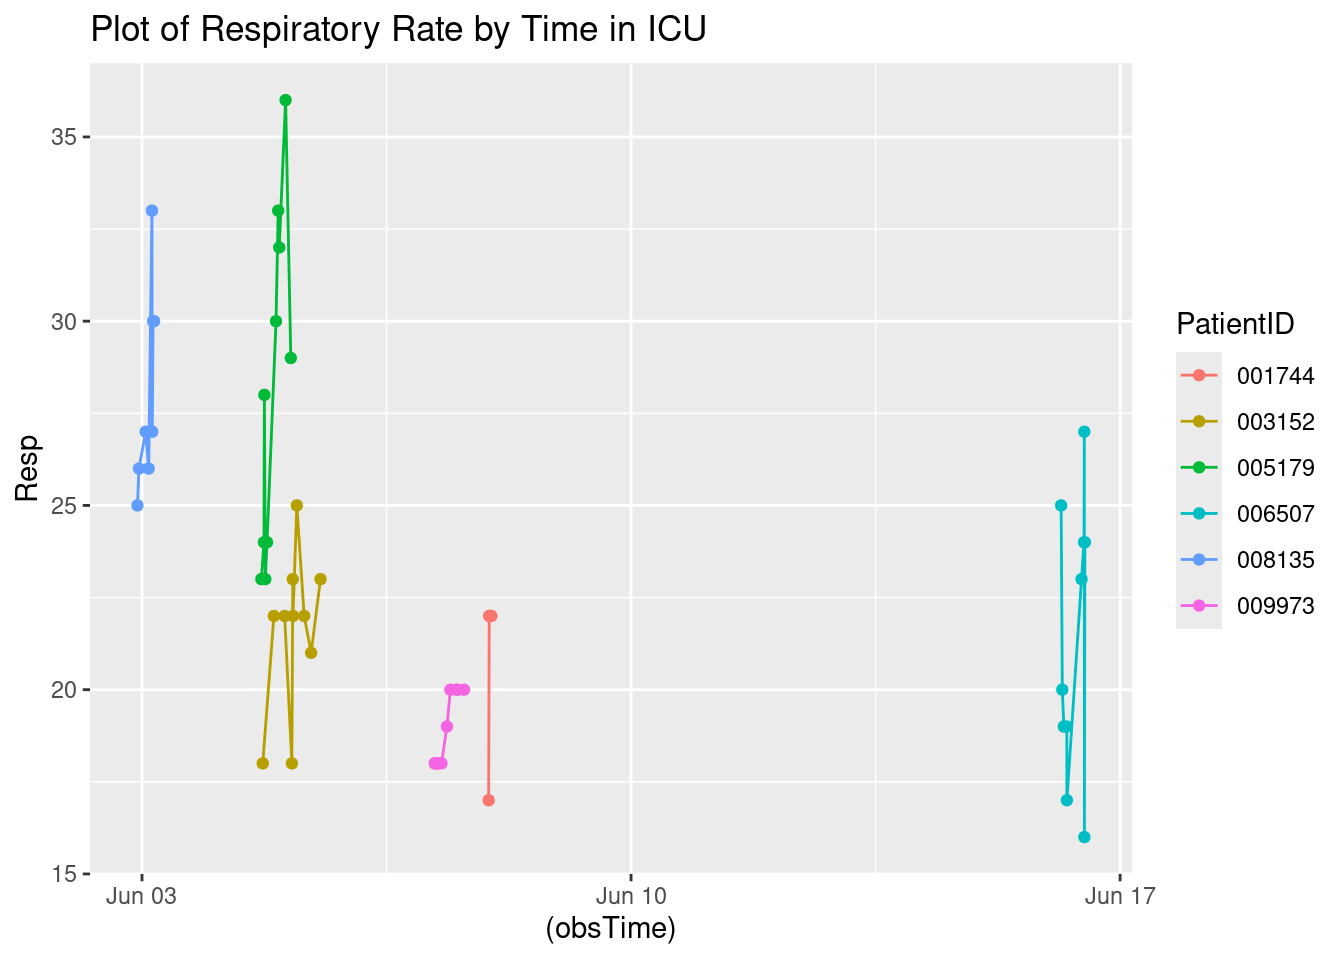 Plot of Respiratory Rate by Time in ICU
35
30
25
20
15
Resp
Jun 03
Jun 10
Jun 17
(obsTime)
PatientID
001744
003152
005179
006507
008135
009973